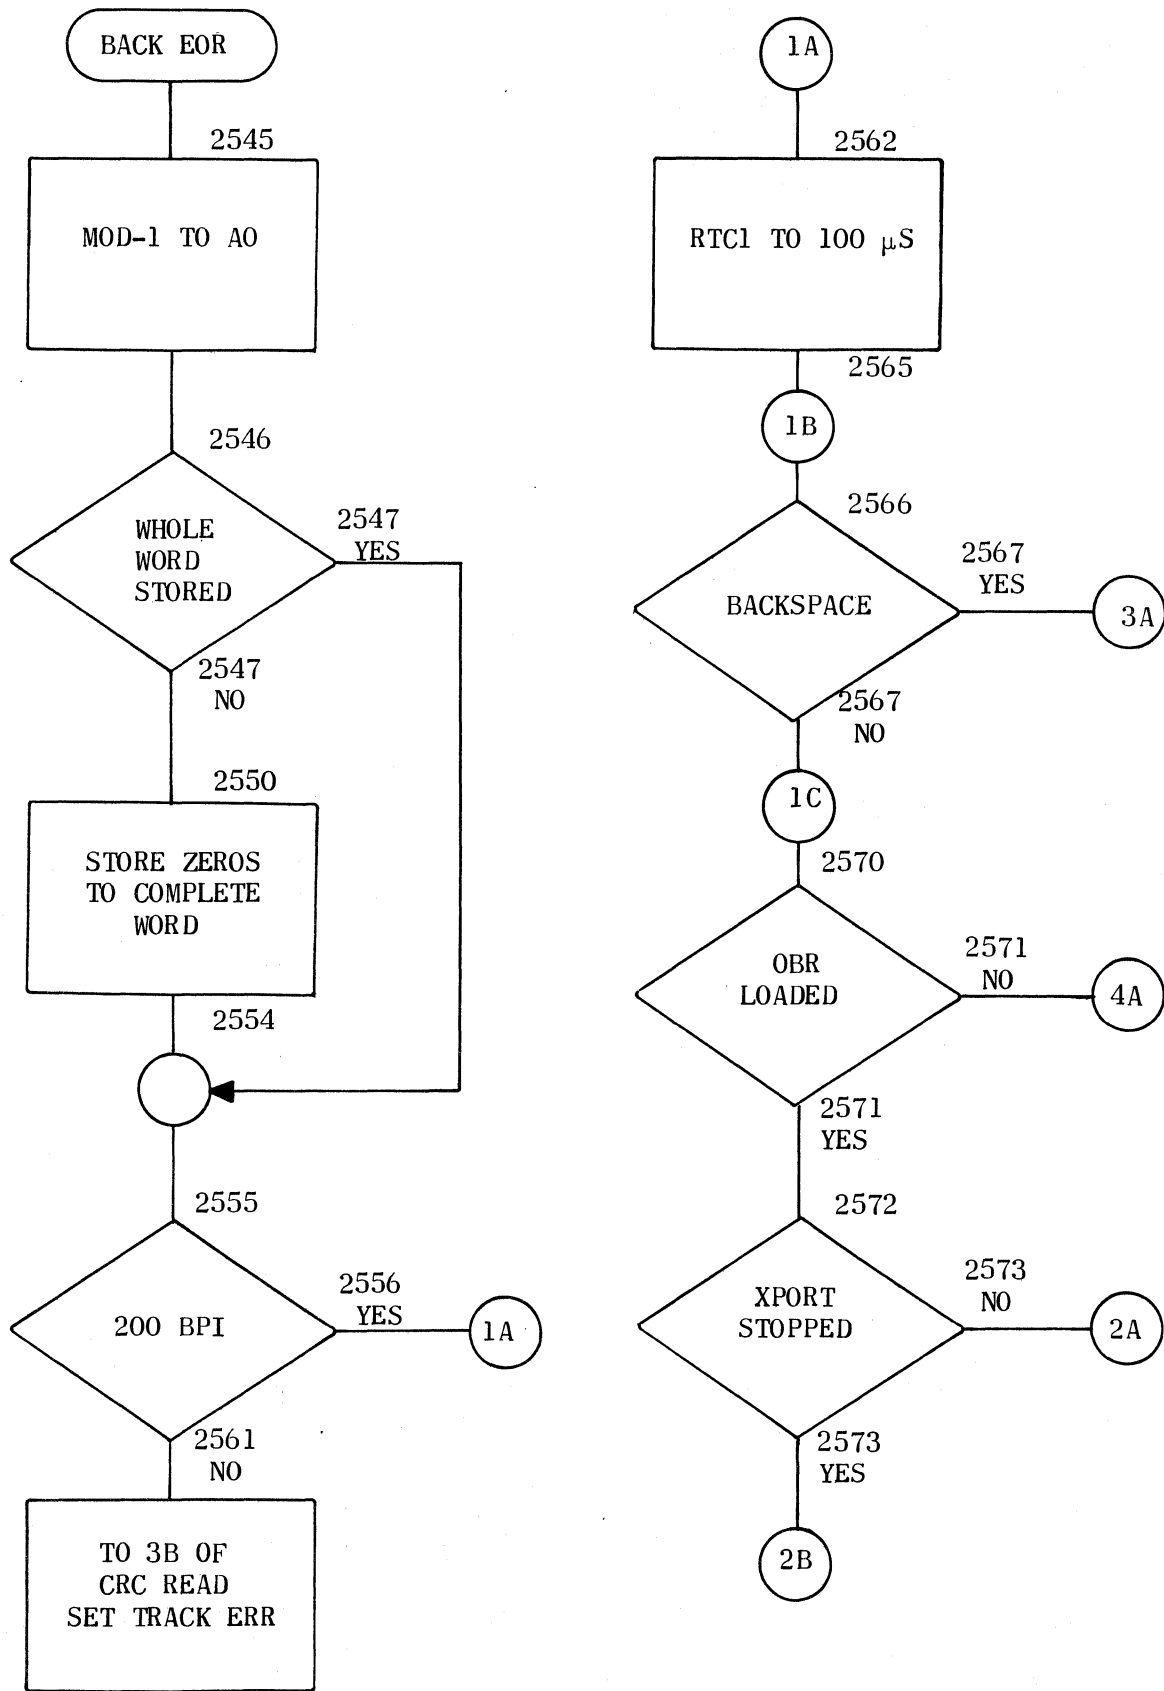 BACK EOR
2545
MOD-1 TO AO
2546
WHOLE
WORD
STORED
2547
YES
2547
NO
2550
STORE ZEROS
TO COMPLETE
WORD
2554
2555
200 BPI
2556
YES
1A
2561
NO
TO 3B OF
CRC READ
SET TRACK ERR
1A
2562
RTC1 TO 100 μS
2565
1B
2566
BACKSPACE
2567
YES
3A
2567
NO
1C
2570
OBR
LOADED
2571
NO
4A
2571
YES
2572
XPORT
STOPPED
2573
NO
2A
2573
YES
2B